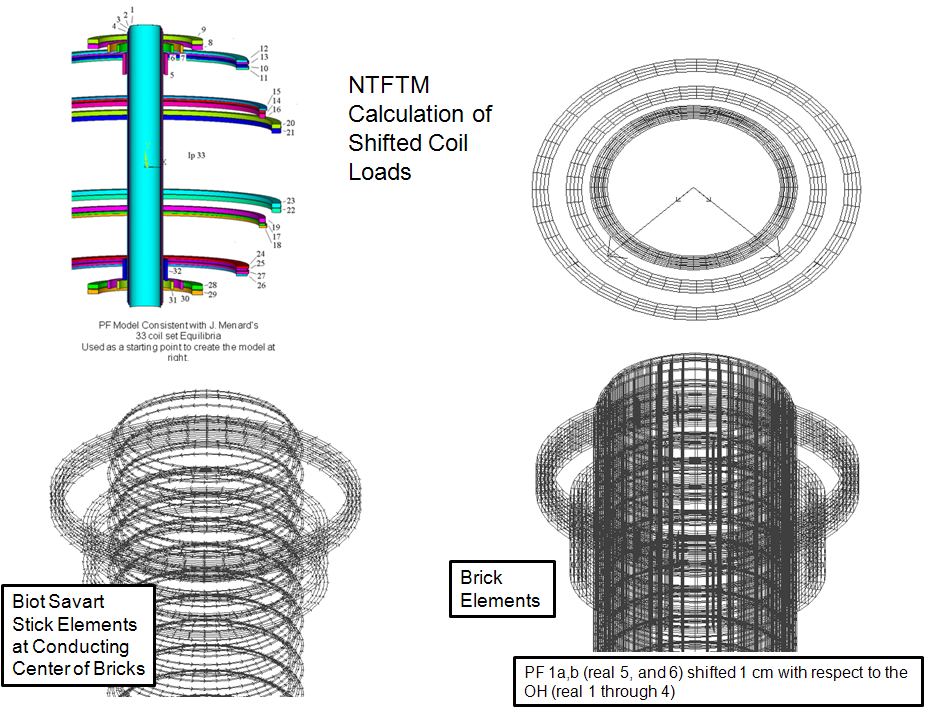 1
2
3
4
9
8
6 7
5
12
13
10
11
15
14
16
20
21
Ip 33
23
22
19
17
18
24
25
27
26
32
28
29
31 30
PF Model Consistent with J. Menard's
33 coil set Equilibria
Used as a starting point to create the model at
right.
NTFTM
Calculation of
Shifted Coil
Loads
Biot Savart
Stick Elements
at Conducting
Center of Bricks
Brick
Elements
PF 1a,b (real 5, and 6) shifted 1 cm with respect to the
OH (real 1 through 4)